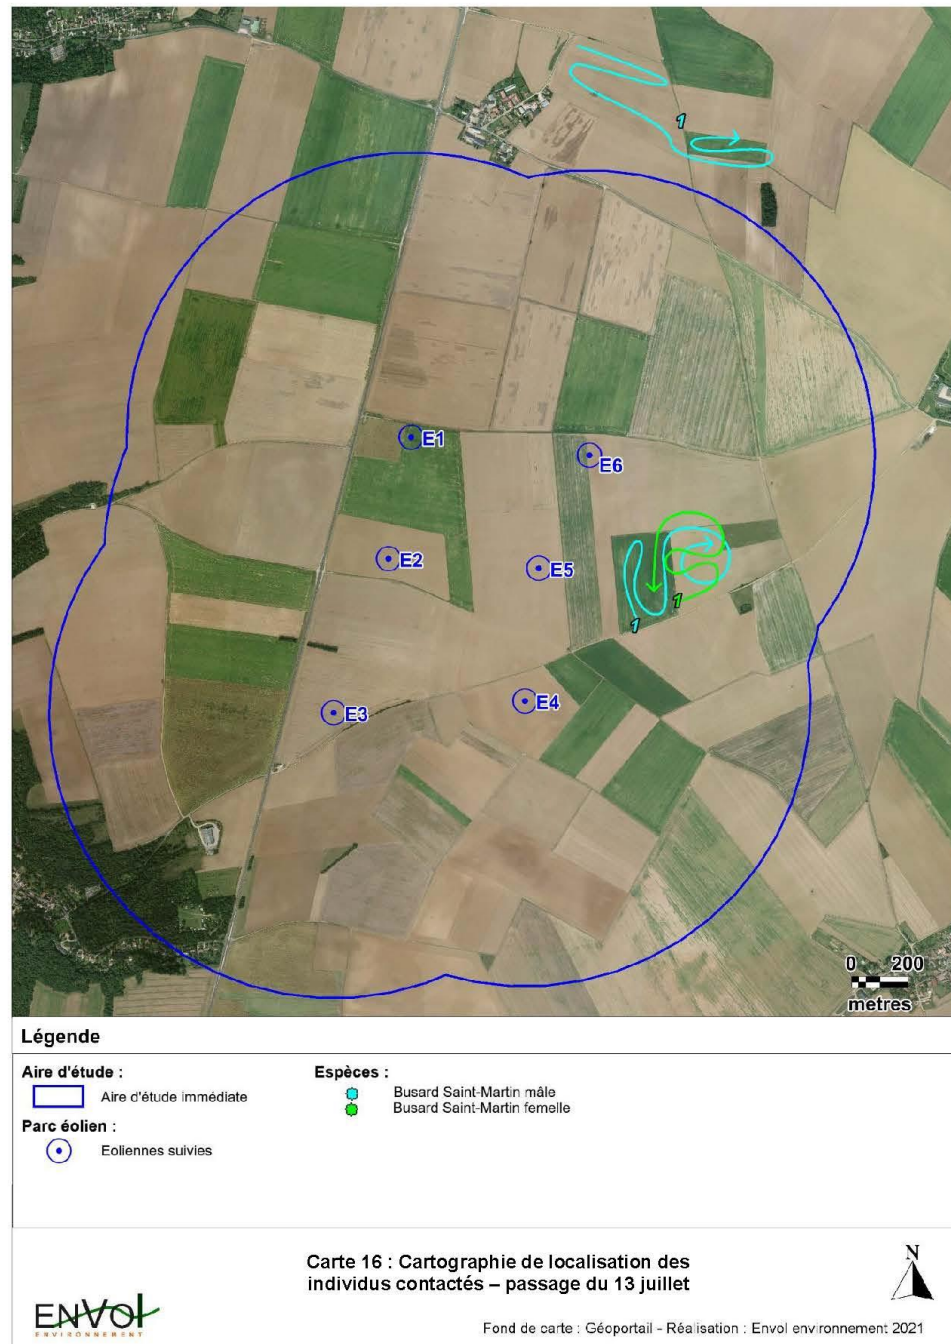 1
E1
E6
E2
E5
1
1
E3
E4
0 200
metres
Légende
Aire d'étude :
Aire d'étude immédiate
Parc éolien :
Eoliennes suivies
Espèces :
Busard Saint-Martin mâle
Busard Saint-Martin femelle
Carte 16 : Cartographie de localisation des
individus contactés – passage du 13 juillet
N
ENVOl
ENVIRONNEMENT
Fond de carte : Géoportail - Réalisation : Envol environnement 2021